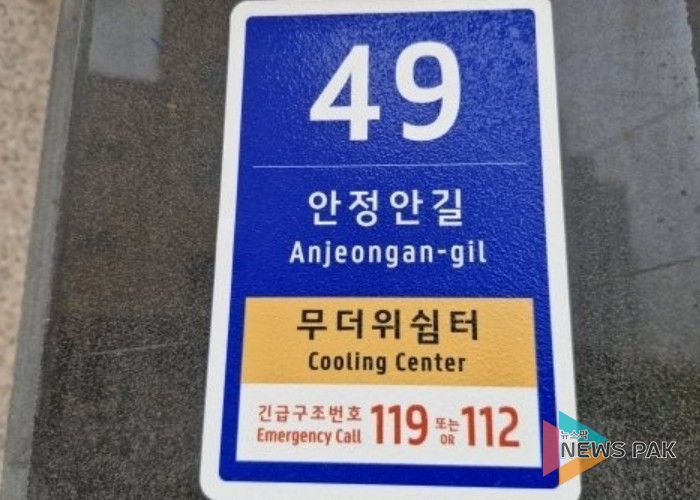 49
안정안길
Anjeongan-gil
무더위쉼터
Cooling Center
긴급구조번호 119 또는 112
Emergency Call OR
뉴스팍
NEWS PAK